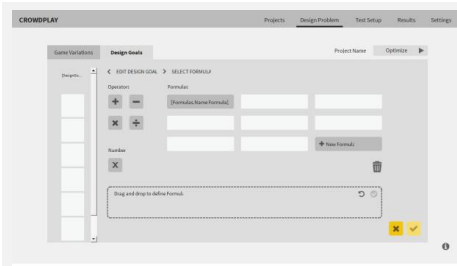 CROWDPLAY
Projects Design Problem Test Setup Results Settings
Game Variations Design Goals Project Name Optimize
EDIT DESIGN GOAL SELECT FORMULA
Operators Formulas
[Formulas.Name Formula]
Number
X
+ New Formula
Drag and drop to define Formula